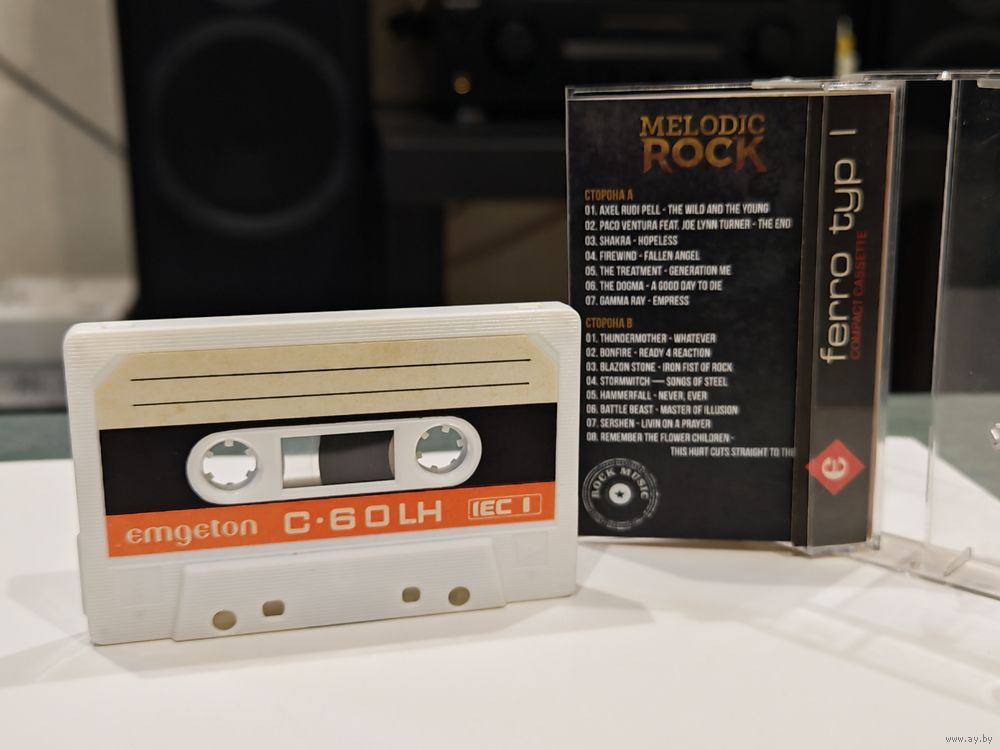 emgeton C·60LH IEC I
MELODIC
ROCK
СТОРОНА A
01. AXEL RUDI PELL - THE WILD AND THE YOUNG
02. PACO VENTURA FEAT. JOE LYNN TURNER - THE END
03. SHAKRA - HOPELESS
04. FIREWIND - FALLEN ANGEL
05. THE TREATMENT - GENERATION ME
06. THE DOGMA - A GOOD DAY TO DIE
07. GAMMA RAY - EMPRESS
СТОРОНА B
01. THUNDERMOTHER - WHATEVER
02. BONFIRE - READY 4 REACTION
03. BLAZON STONE - IRON FIST OF ROCK
04. STORMWITCH — SONGS OF STEEL
05. HAMMERFALL - NEVER, EVER
06. BATTLE BEAST - MASTER OF ILLUSION
07. SERSHEN - LIVIN ON A PRAYER
08. REMEMBER THE FLOWER CHILDREN -
THIS HURT CUTS STRAIGHT TO THE
ROCK MUSIC
ferro typ I
COMPACT CASSETTE
e
www.ay.by